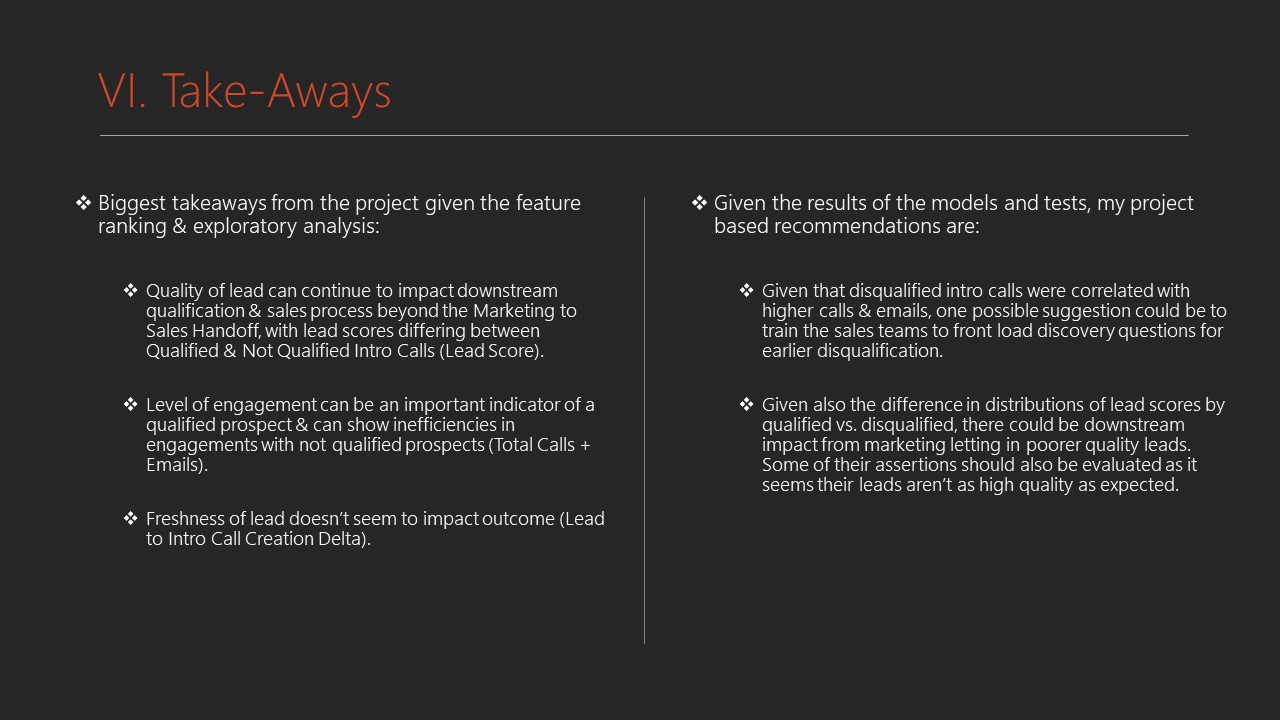 VI. Take-Aways
❖ Biggest takeaways from the project given the feature
ranking & exploratory analysis:
❖ Quality of lead can continue to impact downstream
qualification & sales process beyond the Marketing to
Sales Handoff, with lead scores differing between
Qualified & Not Qualified Intro Calls (Lead Score).
❖ Level of engagement can be an important indicator of a
qualified prospect & can show inefficiencies in
engagements with not qualified prospects (Total Calls +
Emails).
❖ Freshness of lead doesn’t seem to impact outcome (Lead
to Intro Call Creation Delta).
❖ Given the results of the models and tests, my project
based recommendations are:
❖ Given that disqualified intro calls were correlated with
higher calls & emails, one possible suggestion could be to
train the sales teams to front load discovery questions for
earlier disqualification.
❖ Given also the difference in distributions of lead scores by
qualified vs. disqualified, there could be downstream
impact from marketing letting in poorer quality leads.
Some of their assertions should also be evaluated as it
seems their leads aren’t as high quality as expected.